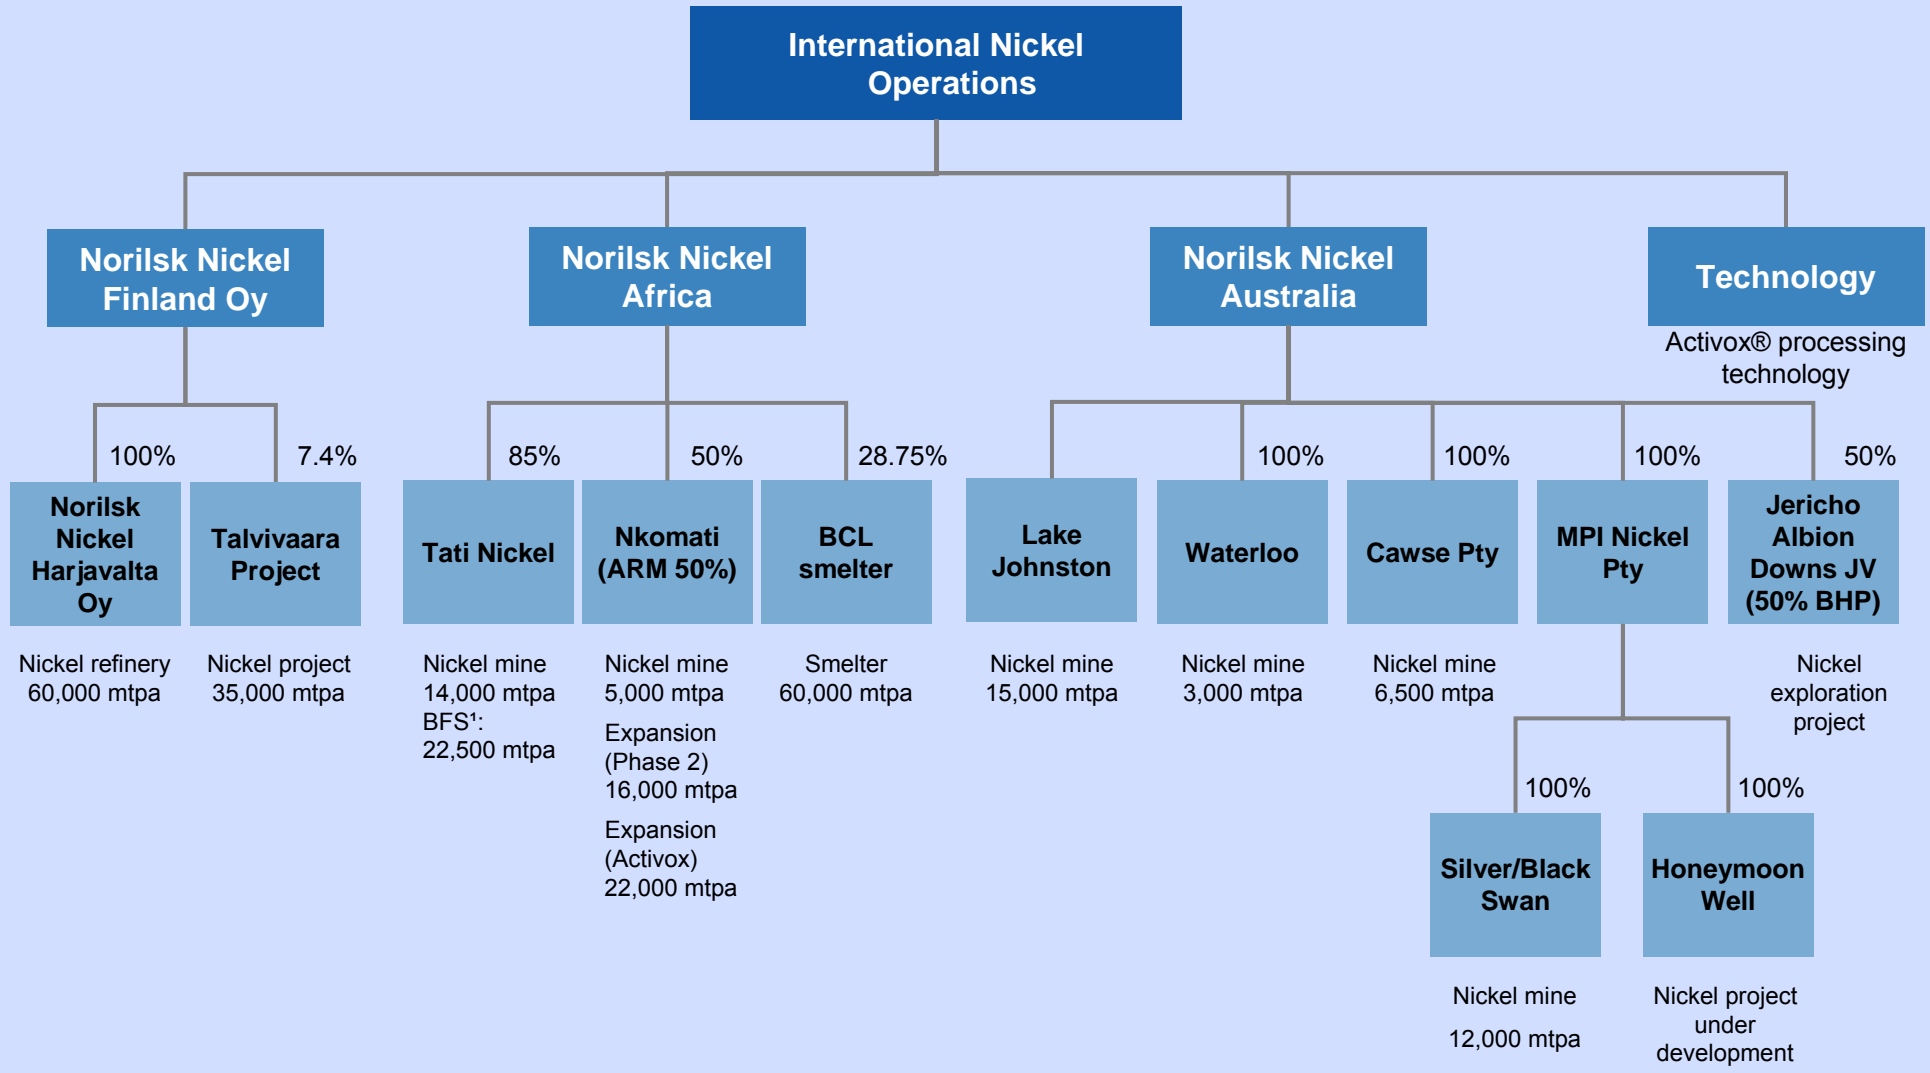 International Nickel
Operations
Norilsk Nickel
Finland Oy
Norilsk Nickel
Africa
Norilsk Nickel
Australia
Technology
Activox® processing
technology
100%
7.4%
85%
50%
28.75%
100%
100%
100%
50%
Norilsk
Nickel
Harjavalta
Oy
Talvivaara
Project
Tati Nickel
Nkomati
(ARM 50%)
BCL
smelter
Lake
Johnston
Waterloo
Cawse Pty
MPI Nickel
Pty
Jericho
Albion
Downs JV
(50% BHP)
Nickel refinery
60,000 mtpa
Nickel project
35,000 mtpa
Nickel mine
14,000 mtpa
BFS¹:
22,500 mtpa
Nickel mine
5,000 mtpa
Expansion
(Phase 2)
16,000 mtpa
Expansion
(Activox)
22,000 mtpa
Smelter
60,000 mtpa
Nickel mine
15,000 mtpa
Nickel mine
3,000 mtpa
Nickel mine
6,500 mtpa
Nickel
exploration
project
100%
100%
Silver/Black
Swan
Honeymoon
Well
Nickel mine
12,000 mtpa
Nickel project
under
development